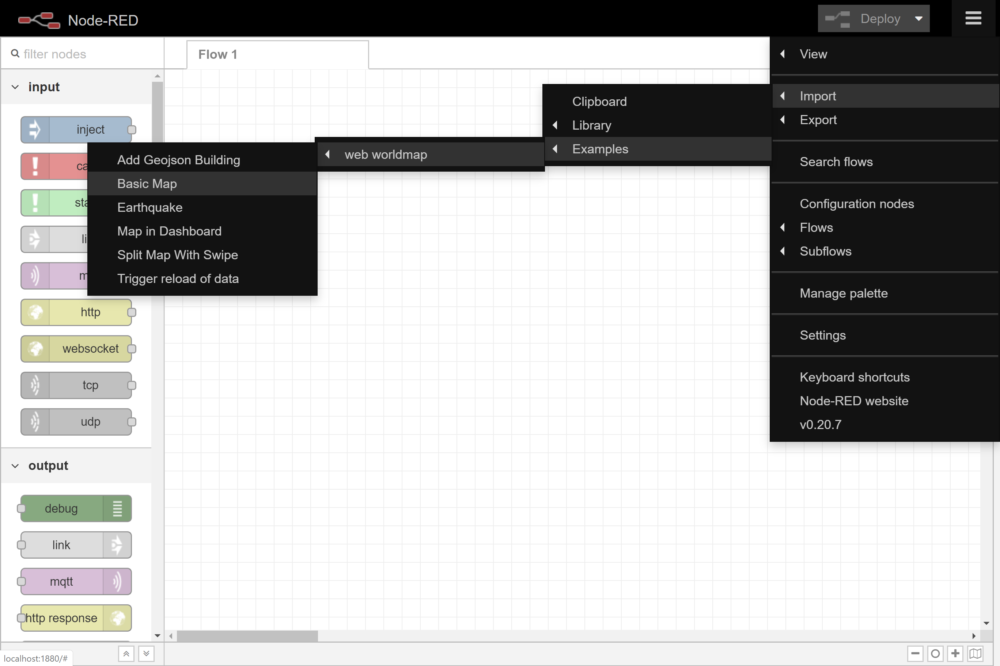 Node-RED
Deploy
filter nodes
Flow 1
View
input
Import
Clipboard
Export
Library
inject
Examples
web worldmap
Add Geojson Building
Search flows
Basic Map
Configuration nodes
Earthquake
Flows
Map in Dashboard
Subflows
Split Map With Swipe
Trigger reload of data
Manage palette
http
Settings
websocket
Keyboard shortcuts
tcp
Node-RED website
udp
v0.20.7
output
debug
link
mqtt
http response
localhost:1880/#